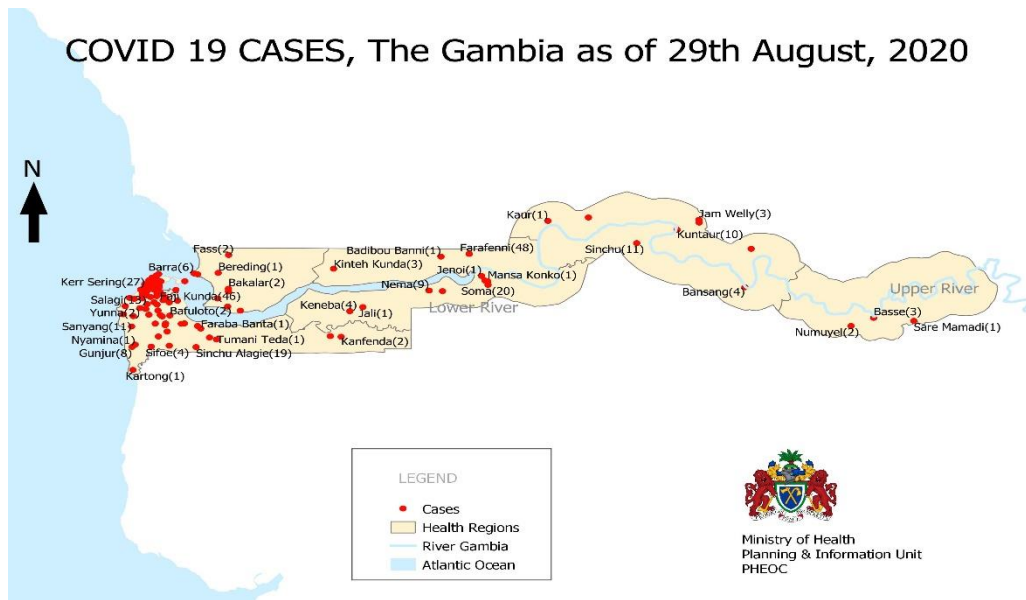 COVID 19 CASES, The Gambia as of 29th August, 2020
N
Kaur(1)
Jam Welly(3)
Kuntaur(10)
Fass(2)
Badibou Banni(1)
Farafenni(48)
Sinchu(11)
Barra(6)
Bereding(1)
Kinteh Kunda(3)
Jenoi(1)
Mansa Konko(1)
Kerr Sering(27)
Bakalar(2)
Nema(9)
Soma(20)
Bansang(4)
Upper River
Salagi(13)
Fmj Kunda(46)
Keneba(4)
Lower River
Yunna(2)
Bafuloto(2)
Jali(1)
Basse(3)
Sanyang(11)
Faraba Banta(1)
Numuyel(2)
Sare Mamadi(1)
Nyamina(1)
Tumani Teda(1)
Kanfenda(2)
Gunjur(8)
Sifoe(4)
Sinchu Alagie(19)
Kartong(1)
LEGEND
Cases
Health Regions
River Gambia
Atlantic Ocean
Ministry of Health
Planning & Information Unit
PHEOC